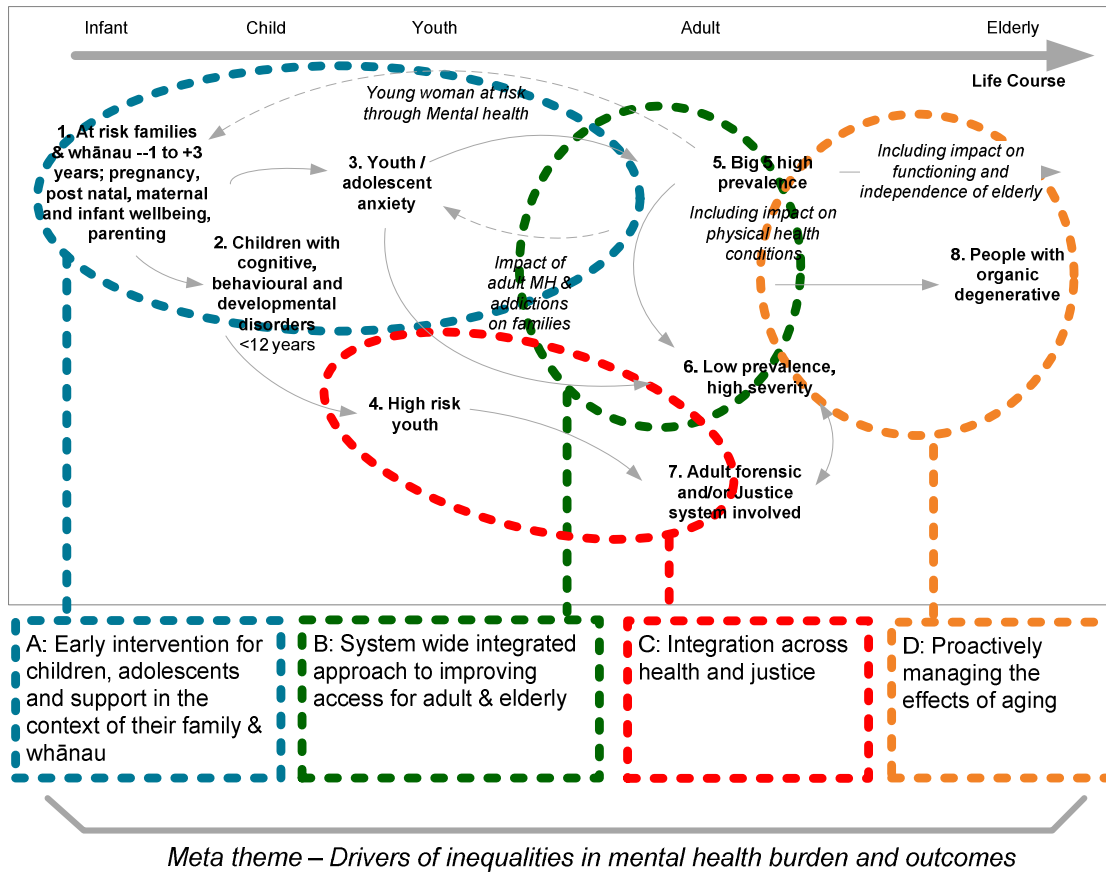 Infant
Child
Youth
Adult
Elderly
Life Course
Young woman at risk
through Mental health
1. At risk families
& whānau --1 to +3
years; pregnancy,
post natal, maternal
and infant wellbeing,
parenting
3. Youth /
adolescent
anxiety
5. Big 5 high
prevalence
Including impact on
physical health
conditions
Including impact on
functioning and
independence of elderly
2. Children with
cognitive,
behavioural and
developmental
disorders
<12 years
Impact of
adult MH &
addictions
on families
8. People with
organic
degenerative
6. Low prevalence,
high severity
4. High risk
youth
7. Adult forensic
and/or Justice
system involved
A: Early intervention for
children, adolescents
and support in the
context of their family &
whānau
B: System wide integrated
approach to improving
access for adult & elderly
C: Integration across
health and justice
D: Proactively
managing the
effects of aging
Meta theme – Drivers of inequalities in mental health burden and outcomes